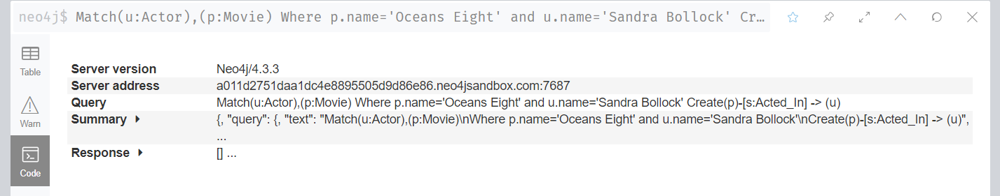 neo4j$ Match(u:Actor),(p:Movie) Where p.name='Oceans Eight' and u.name='Sandra Bollock' Cr…
Table
Warn
Code
Server version Neo4j/4.3.3
Server address a011d2751daa1dc4e8895505d9d86e86.neo4jsandbox.com:7687
Query Match(u:Actor),(p:Movie) Where p.name='Oceans Eight' and u.name='Sandra Bollock' Create(p)-[s:Acted_In] -> (u)
Summary {, "query": {, "text": "Match(u:Actor),(p:Movie)\nWhere p.name='Oceans Eight' and u.name='Sandra Bollock'\nCreate(p)-[s:Acted_In] -> (u)",
...
Response [] ...